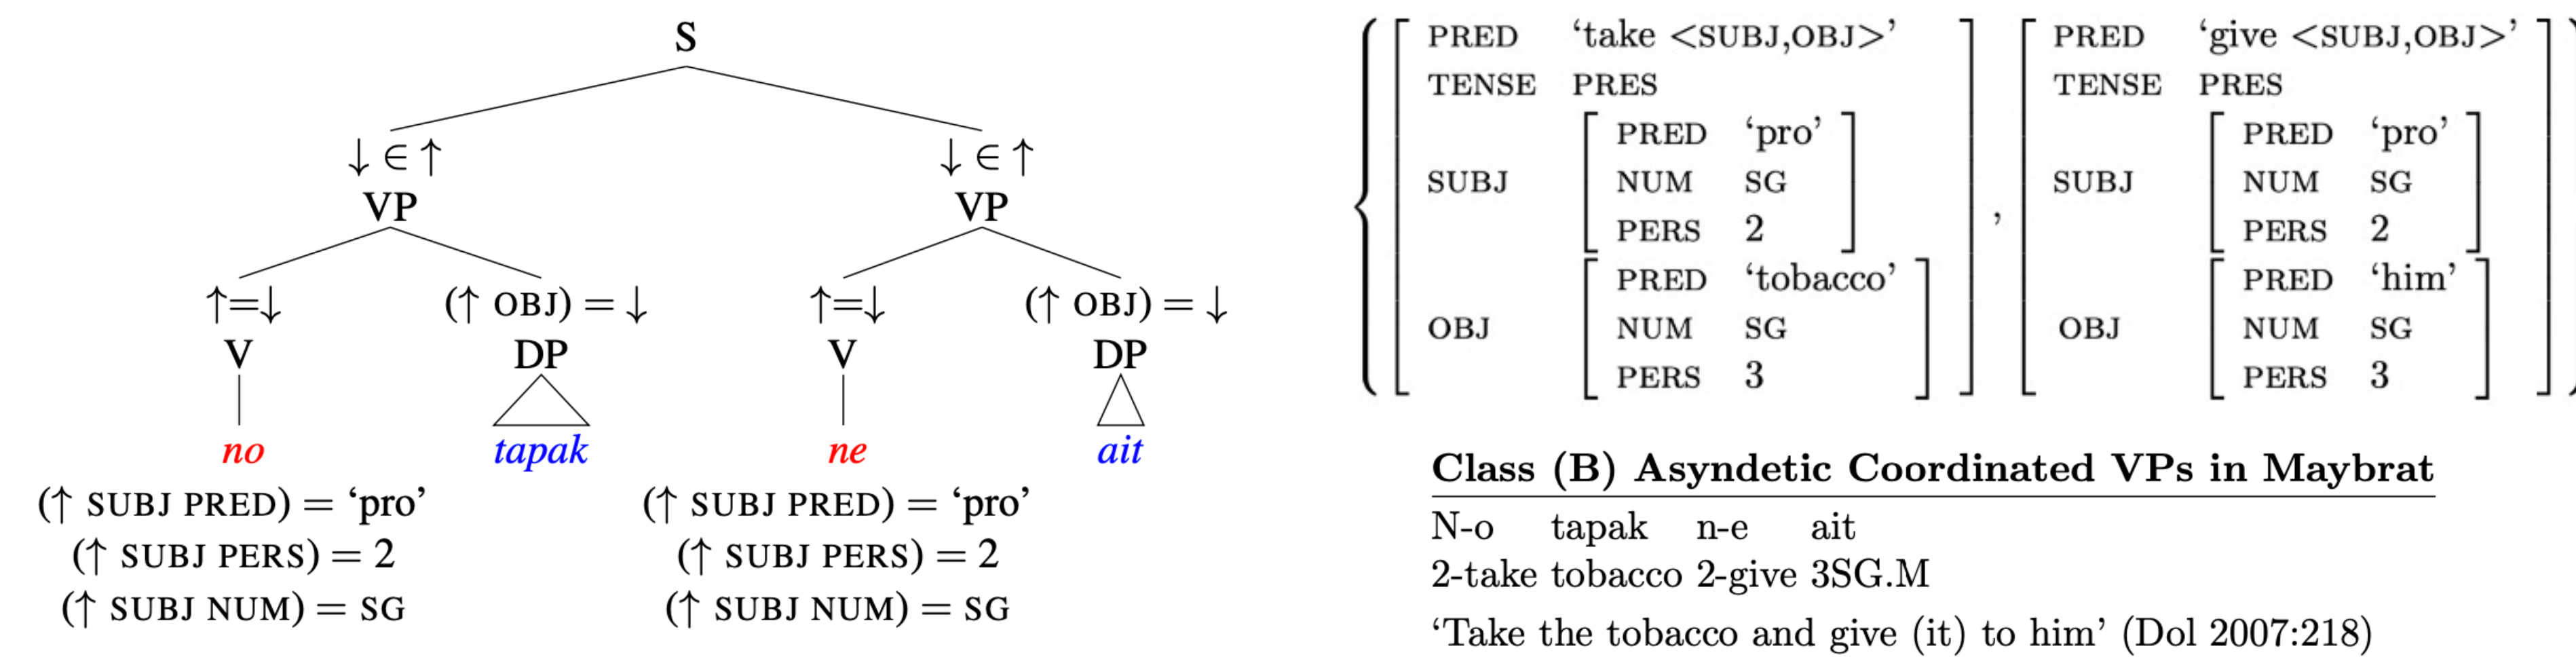 S
↓ ∈ ↑ ↓ ∈ ↑
VP VP
↑=↓ (↑ OBJ) = ↓ ↑=↓ (↑ OBJ) = ↓
V DP V DP
no tapak ne ait
(↑ SUBJ PRED) = ‘pro’ (↑ SUBJ PRED) = ‘pro’
(↑ SUBJ PERS) = 2 (↑ SUBJ PERS) = 2
(↑ SUBJ NUM) = SG (↑ SUBJ NUM) = SG
PRED ‘take <SUBJ,OBJ>’
TENSE PRES
PRED ‘pro’
SUBJ NUM SG
PERS 2
PRED ‘tobacco’
OBJ NUM SG
PERS 3
,
PRED ‘give <SUBJ,OBJ>’
TENSE PRES
PRED ‘pro’
SUBJ NUM SG
PERS 2
PRED ‘him’
OBJ NUM SG
PERS 3
Class (B) Asyndetic Coordinated VPs in Maybrat
N-o tapak n-e ait
2-take tobacco 2-give 3SG.M
‘Take the tobacco and give (it) to him’ (Dol 2007:218)